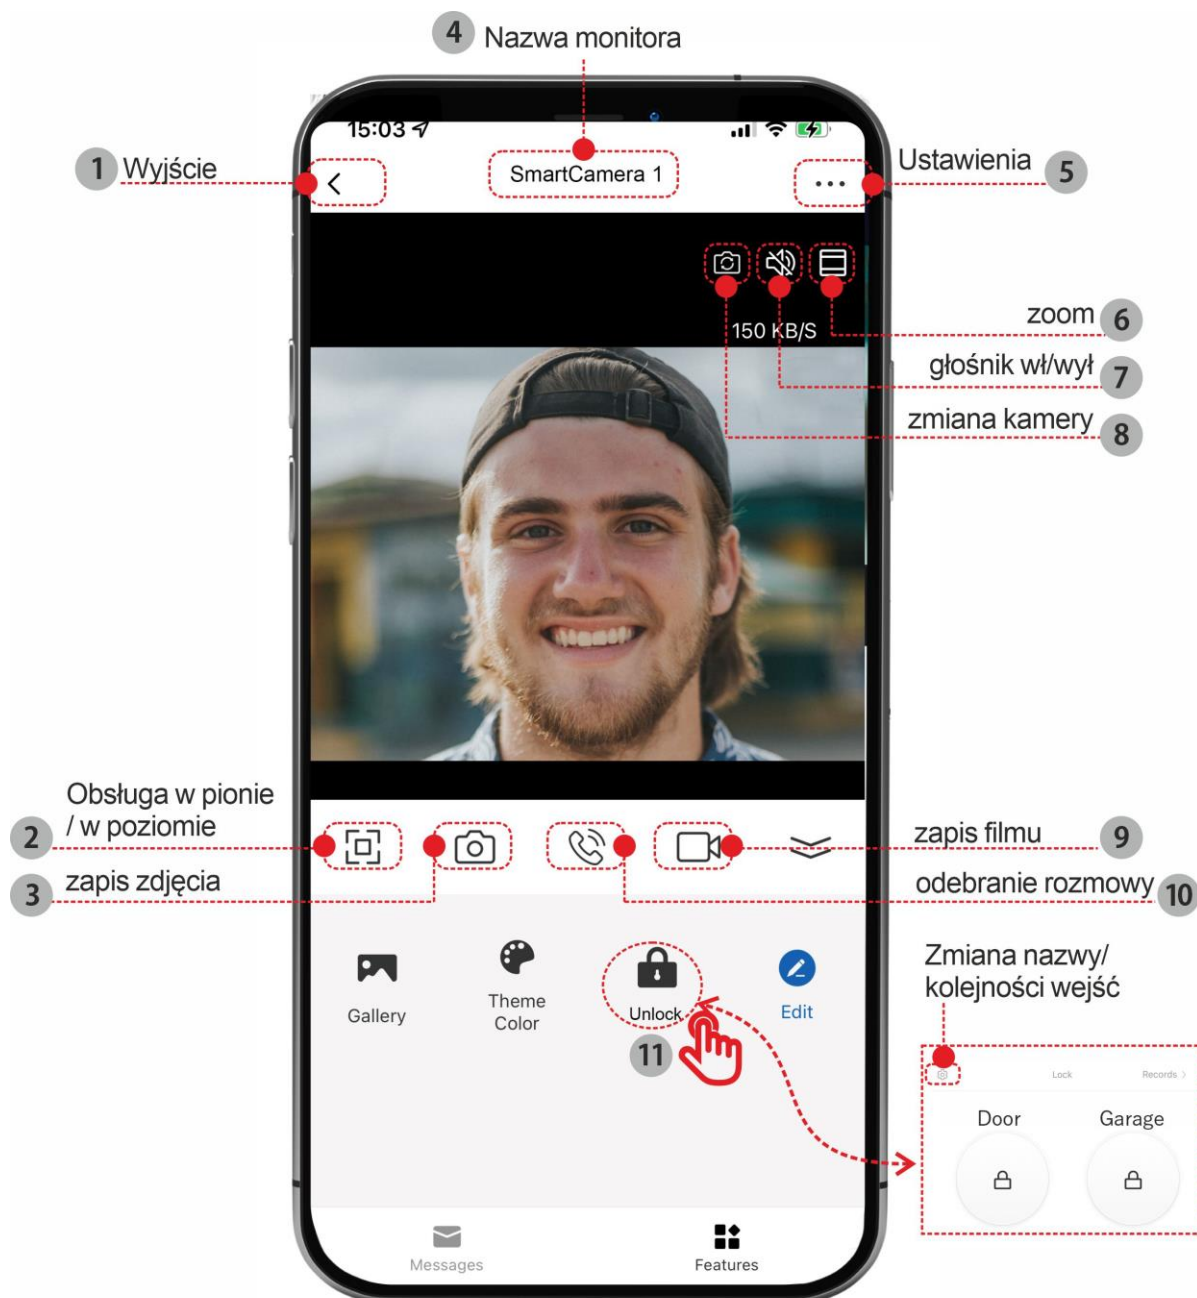 4 Nazwa monitora
15:03
1 Wyjście
SmartCamera 1
Ustawienia 5
150 KB/S
zoom 6
głośnik wł/wył 7
zmiana kamery 8
Obsługa w pionie
/ w poziomie
2
zapis zdjęcia
3
zapis filmu 9
odebranie rozmowy 10
Gallery
Theme
Color
Unlock
Edit
11
Zmiana nazwy/
kolejności wejść
Lock
Records
Door
Garage
Messages
Features